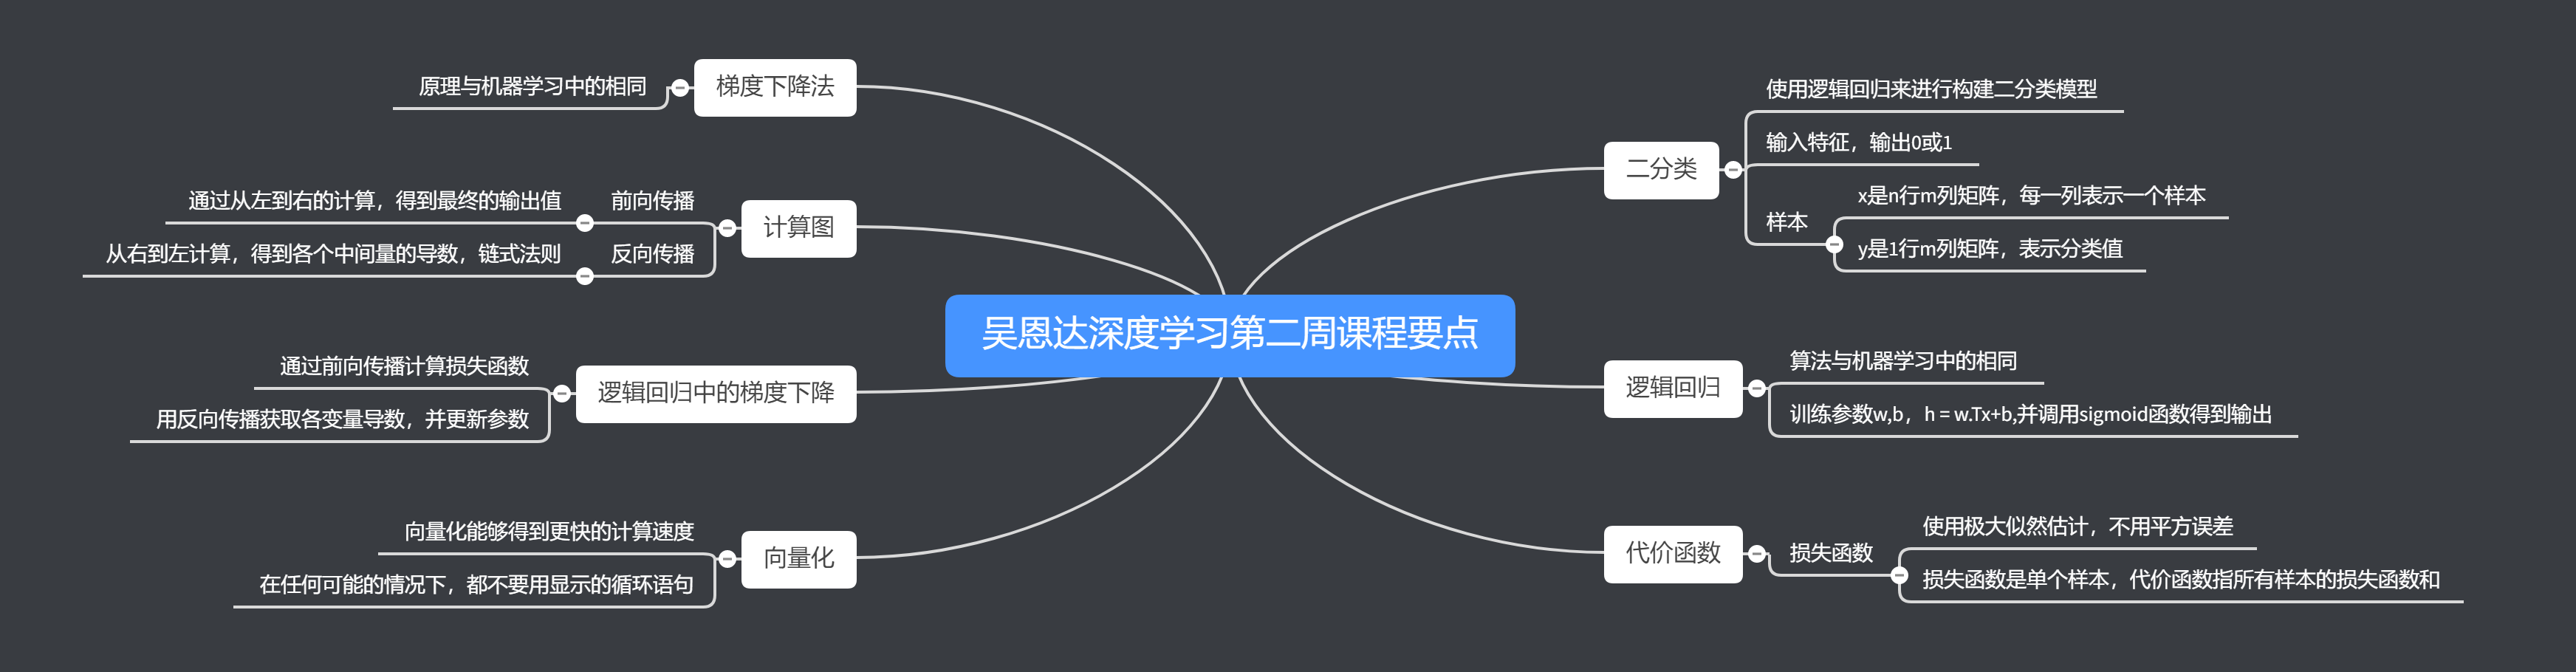 吴恩达深度学习第二周课程要点
二分类
使用逻辑回归来进行构建二分类模型
输入特征，输出0或1
样本
x是n行m列矩阵，每一列表示一个样本
y是1行m列矩阵，表示分类值
逻辑回归
算法与机器学习中的相同
训练参数w,b，h = w.Tx+b,并调用sigmoid函数得到输出
代价函数
损失函数
使用极大似然估计，不用平方误差
损失函数是单个样本，代价函数指所有样本的损失函数和
梯度下降法
原理与机器学习中的相同
计算图
前向传播
通过从左到右的计算，得到最终的输出值
反向传播
从右到左计算，得到各个中间量的导数，链式法则
逻辑回归中的梯度下降
通过前向传播计算损失函数
用反向传播获取各变量导数，并更新参数
向量化
向量化能够得到更快的计算速度
在任何可能的情况下，都不要用显示的循环语句